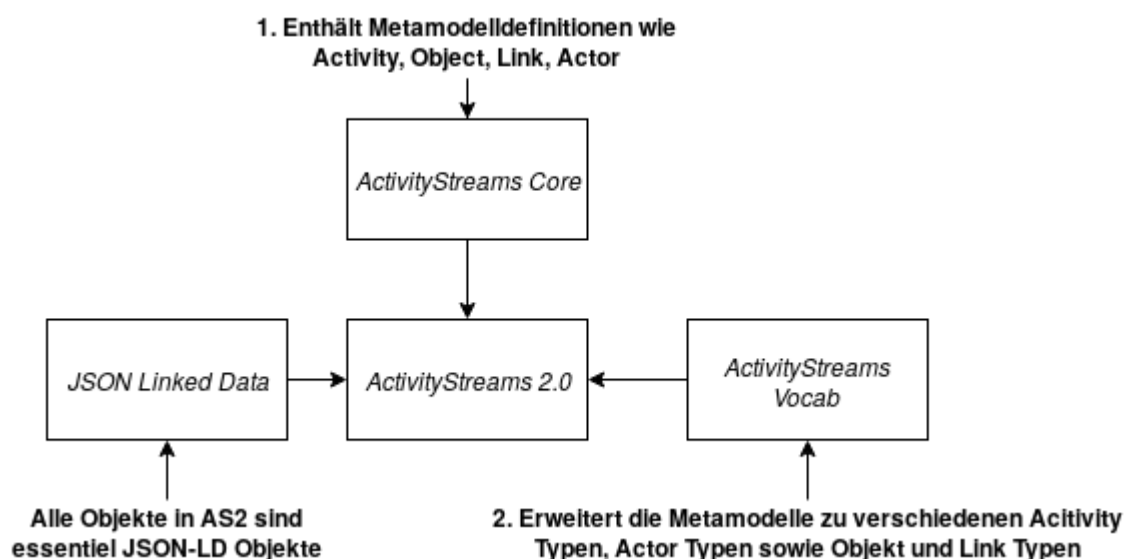 1. Enthält Metamodelldefinitionen wie
Activity, Object, Link, Actor
ActivityStreams Core
JSON Linked Data
ActivityStreams 2.0
ActivityStreams
Vocab
Alle Objekte in AS2 sind
essentiel JSON-LD Objekte
2. Erweitert die Metamodelle zu verschiedenen Acitivity
Typen, Actor Typen sowie Objekt und Link Typen